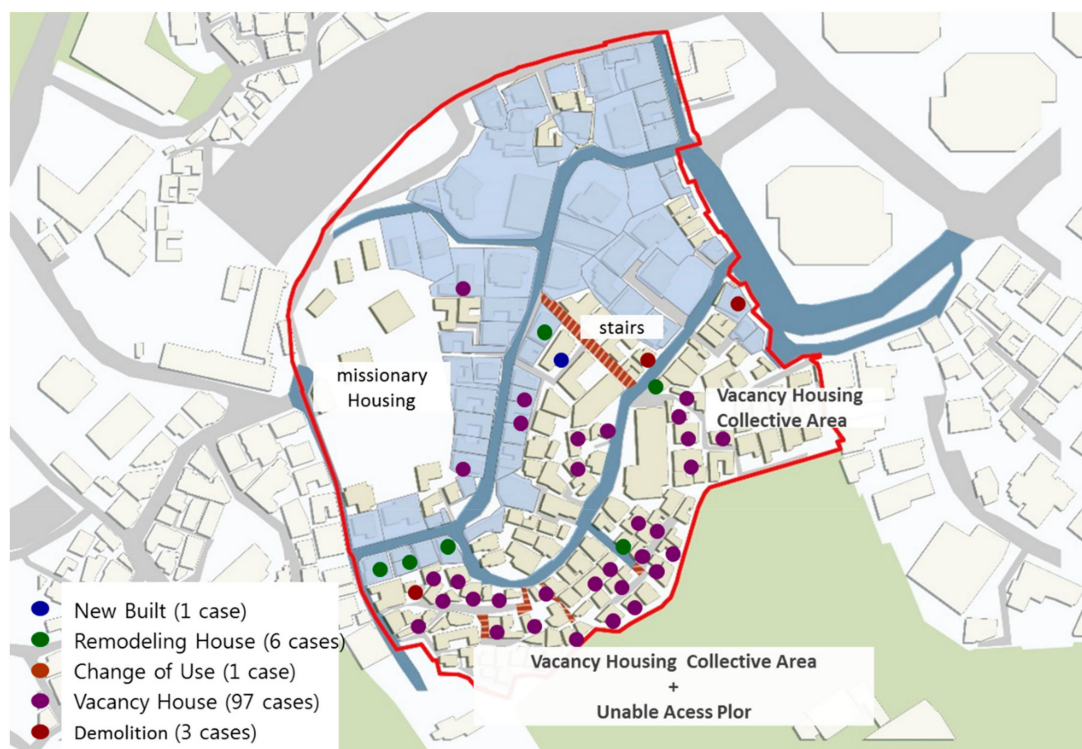 stairs
missionary
Housing
Vacancy Housing
Collective Area
New Built (1 case)
Remodeling House (6 cases)
Change of Use (1 case)
Vacancy House (97 cases)
Demolition (3 cases)
Vacancy Housing Collective Area
+
Unable Acess Plor